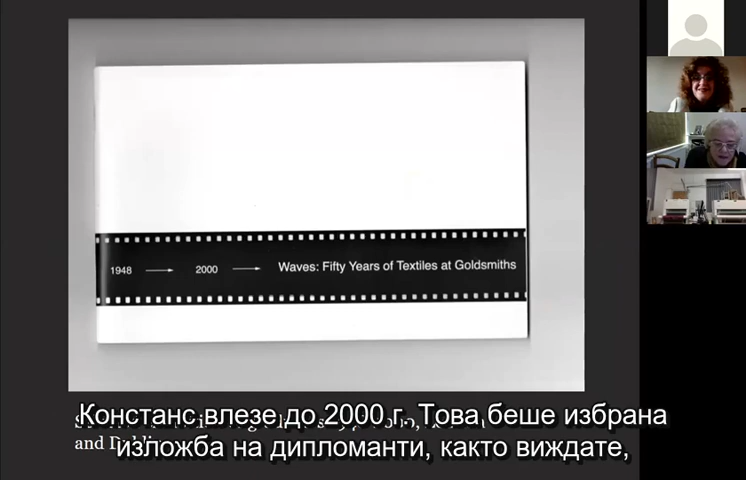 1948 → 2000 → Waves: Fifty Years of Textiles at Goldsmiths
Констанс влезе до 2000 г. Това беше избрана
and
изложба на дипломанти, както виждате,